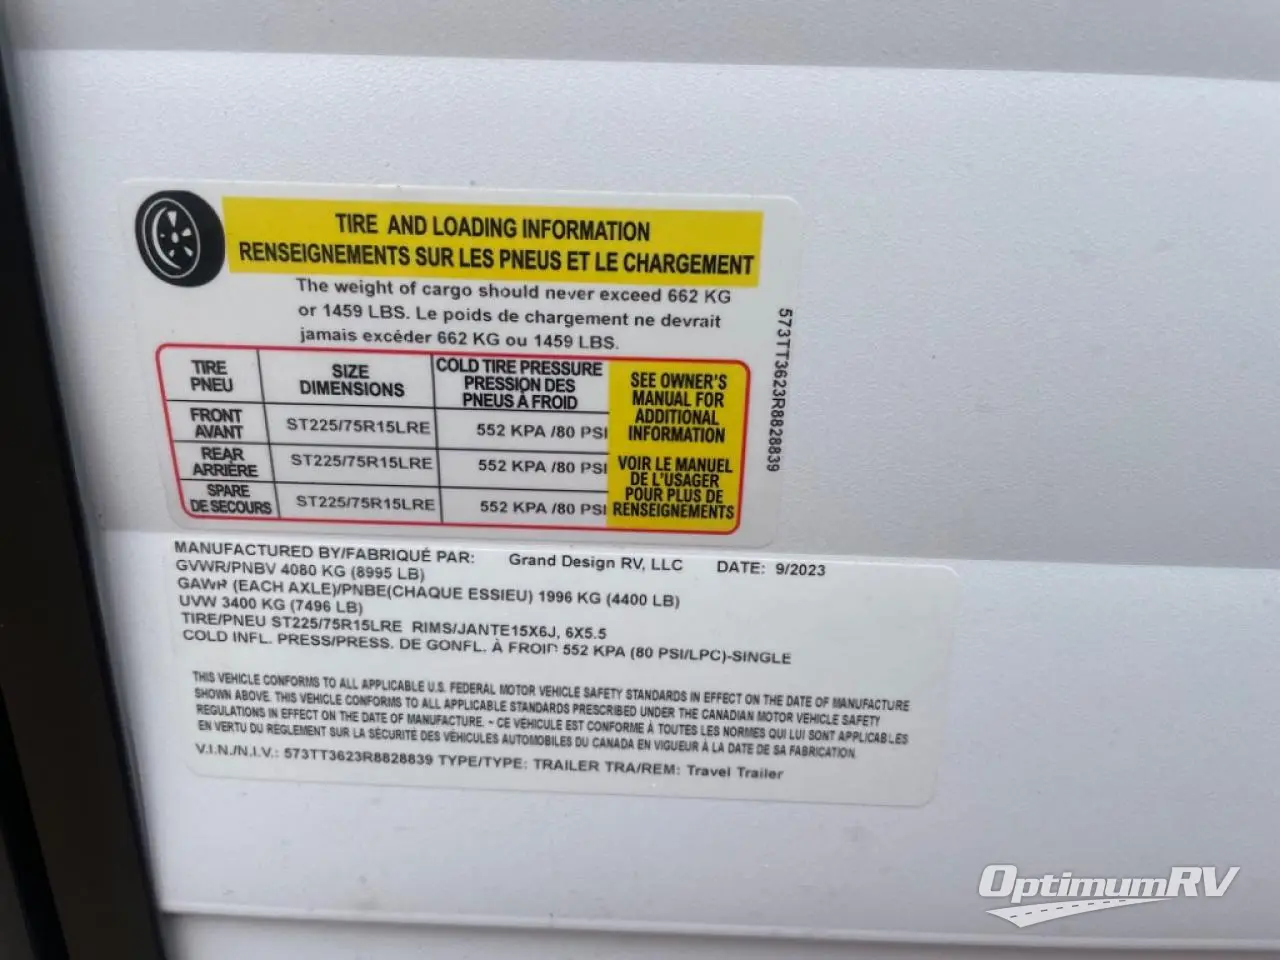 TIRE AND LOADING INFORMATION
RENSEIGNEMENTS SUR LES PNEUS ET LE CHARGEMENT
The weight of cargo should never exceed 662 KG
or 1459 LBS. Le poids de chargement ne devrait
jamais excéder 662 KG ou 1459 LBS.
TIRE
PNEU
SIZE
DIMENSIONS
COLD TIRE PRESSURE
PRESSION DES
PNEUS À FROID
FRONT
AVANT
ST225/75R15LRE
552 KPA /80 PSI
REAR
ARRIÈRE
ST225/75R15LRE
552 KPA /80 PSI
SPARE
DE SECOURS
ST225/75R15LRE
552 KPA /80 PSI
SEE OWNER'S
MANUAL FOR
ADDITIONAL
INFORMATION
VOIR LE MANUEL
DE L'USAGER
POUR PLUS DE
RENSEIGNEMENTS
573TT3623R8828839
MANUFACTURED BY/FABRIQUÉ PAR: Grand Design RV, LLC DATE: 9/2023
GVWR/PNBV 4080 KG (8995 LB)
GAWR (EACH AXLE)/PNBE(CHAQUE ESSIEU) 1996 KG (4400 LB)
UVW 3400 KG (7496 LB)
TIRE/PNEU ST225/75R15LRE RIMS/JANTE15X6J, 6X5.5
COLD INFL. PRESS/PRESS. DE GONFL. À FROID 552 KPA (80 PSI/LPC)-SINGLE
THIS VEHICLE CONFORMS TO ALL APPLICABLE U.S. FEDERAL MOTOR VEHICLE SAFETY STANDARDS IN EFFECT ON THE DATE OF MANUFACTURE
SHOWN ABOVE. THIS VEHICLE CONFORMS TO ALL APPLICABLE STANDARDS PRESCRIBED UNDER THE CANADIAN MOTOR VEHICLE SAFETY
REGULATIONS IN EFFECT ON THE DATE OF MANUFACTURE. ~ CE VÉHICULE EST CONFORME À TOUTES LES NORMES QUI LUI SONT APPLICABLES
EN VERTU DU RÈGLEMENT SUR LA SÉCURITÉ DES VÉHICULES AUTOMOBILES DU CANADA EN VIGUEUR À LA DATE DE SA FABRICATION.
V.I.N./N.I.V.: 573TT3623R8828839 TYPE/TYPE: TRAILER TRA/REM: Travel Trailer
OptimumRV